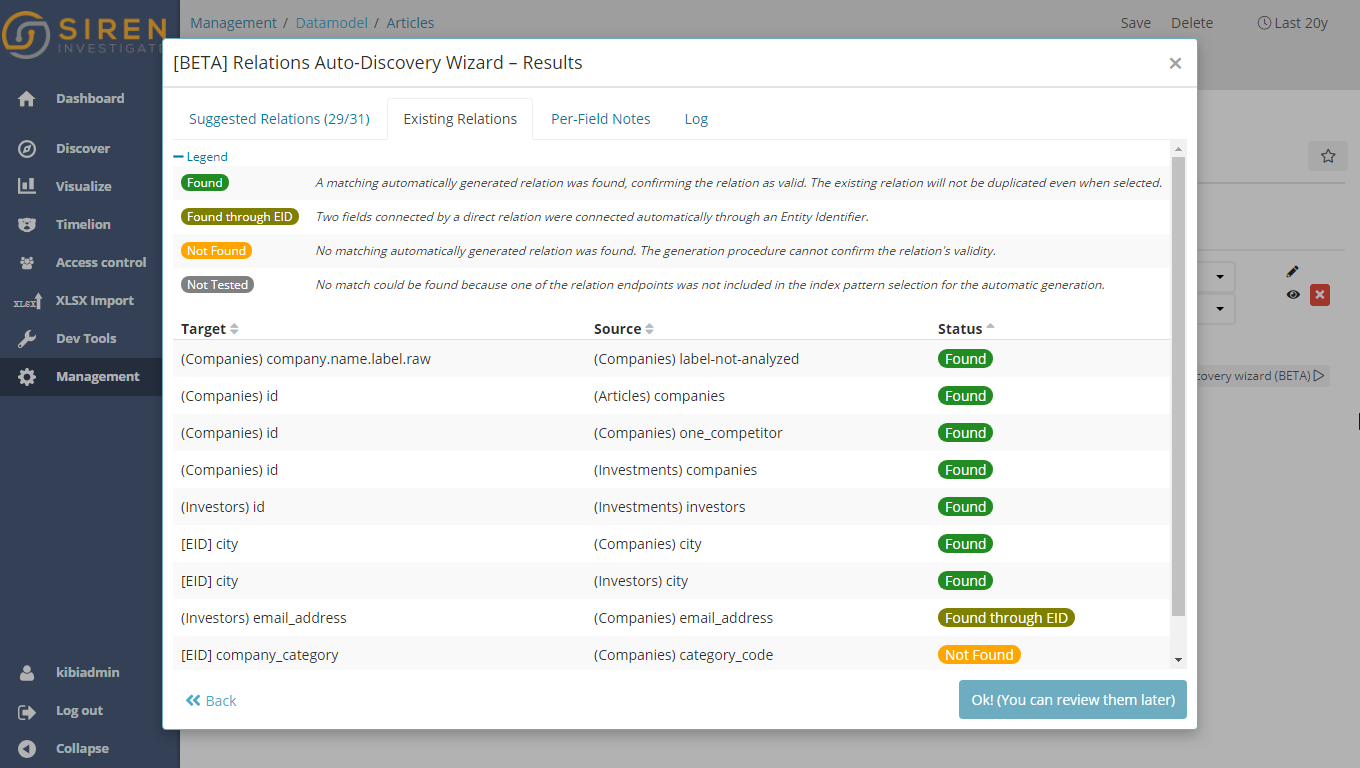 SIREN
INVESTIGAT
Management / Datamodel / Articles
Save Delete Last 20y
Dashboard
Discover
Visualize
Timelion
Access control
XLSX XLSX Import
Dev Tools
Management
kibiadmin
Log out
Collapse
[BETA] Relations Auto-Discovery Wizard – Results ×
Suggested Relations (29/31) Existing Relations Per-Field Notes Log
Legend
Found A matching automatically generated relation was found, confirming the relation as valid. The existing relation will not be duplicated even when selected.
Found through EID Two fields connected by a direct relation were connected automatically through an Entity Identifier.
Not Found No matching automatically generated relation was found. The generation procedure cannot confirm the relation's validity.
Not Tested No match could be found because one of the relation endpoints was not included in the index pattern selection for the automatic generation.
Target Source Status
(Companies) company.name.label.raw (Companies) label-not-analyzed Found
(Companies) id (Articles) companies Found
(Companies) id (Companies) one_competitor Found
(Companies) id (Investments) companies Found
(Investors) id (Investments) investors Found
[EID] city (Companies) city Found
[EID] city (Investors) city Found
(Investors) email_address (Companies) email_address Found through EID
[EID] company_category (Companies) category_code Not Found
Back Ok! (You can review them later)
covery wizard (BETA)